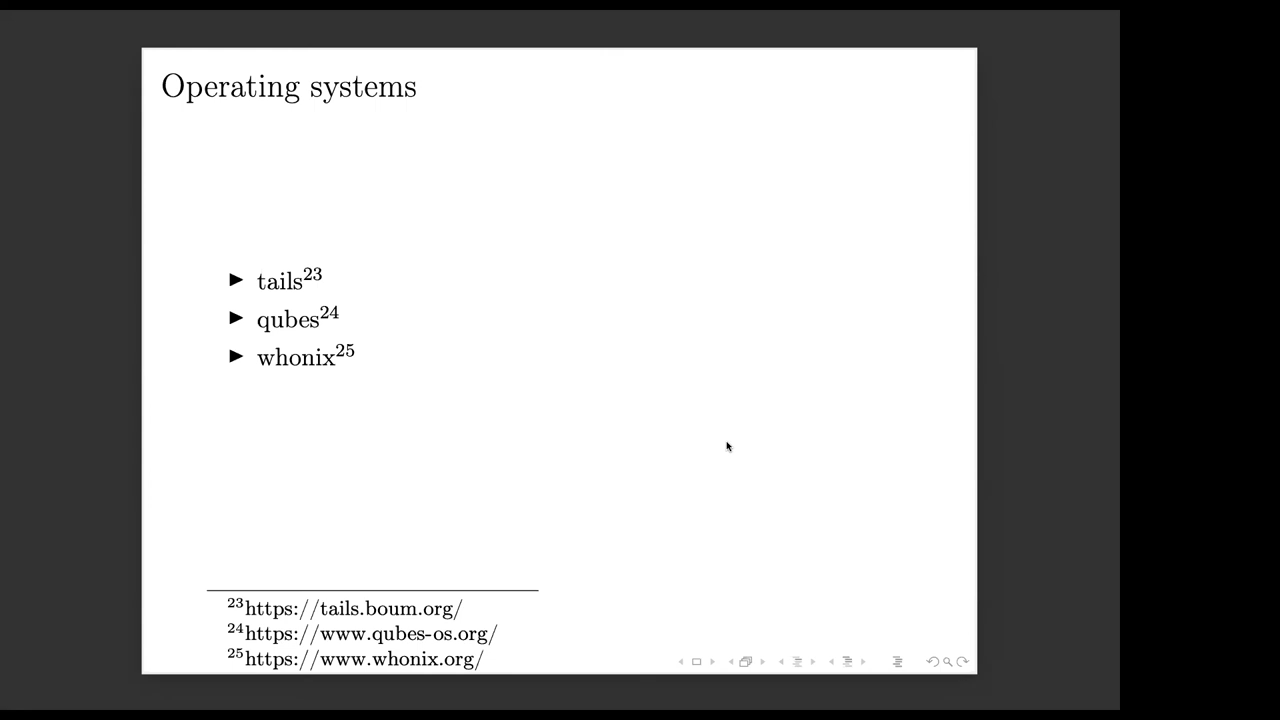 Operating systems
▶ tails23
▶ qubes24
▶ whonix25
23https://tails.boum.org/
24https://www.qubes-os.org/
25https://www.whonix.org/